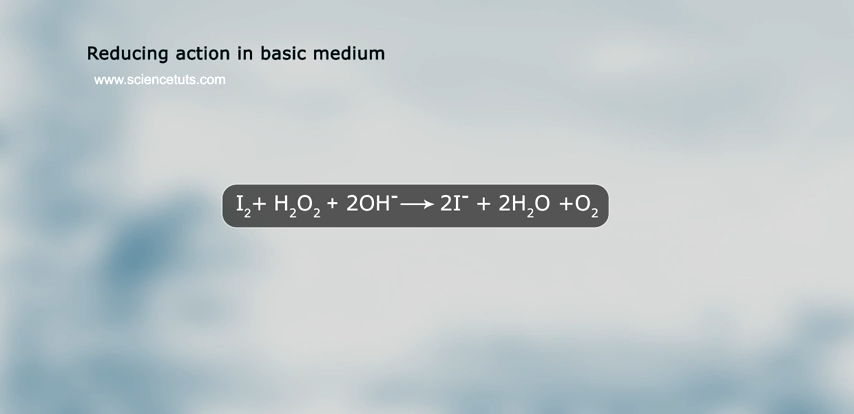 Reducing action in basic medium
www.sciencetuts.com
I₂+ H₂O₂ + 2OH⁻⟶ 2I⁻ + 2H₂O +O₂